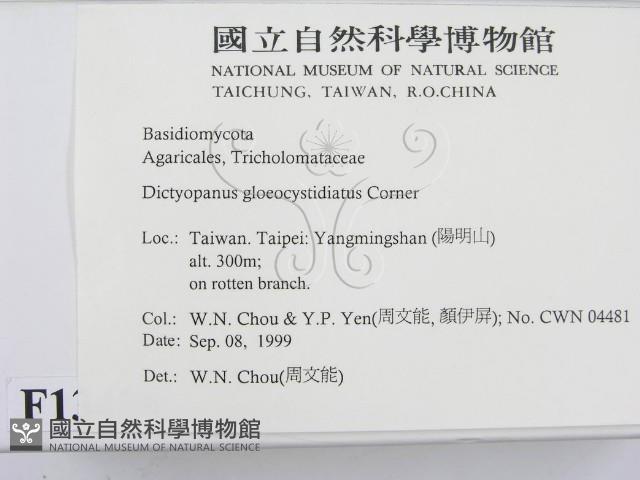 國立自然科學博物館
NATIONAL MUSEUM OF NATURAL SCIENCE
TAICHUNG, TAIWAN, R.O.CHINA
Basidiomycota
Agaricales, Tricholomataceae
Dictyopanus gloeocystidiatus Corner
Loc.: Taiwan. Taipei: Yangmingshan (陽明山)
alt. 300m;
on rotten branch.
Col.: W.N. Chou & Y.P. Yen(周文能, 顏伊屏); No. CWN 04481
Date: Sep. 08, 1999
Det.: W.N. Chou(周文能)
國立自然科學博物館
NATIONAL MUSEUM OF NATURAL SCIENCE